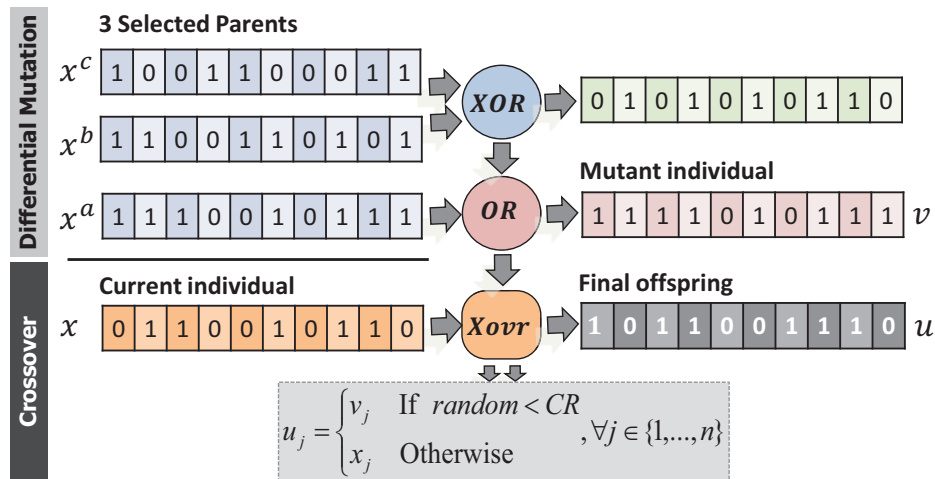 Differential Mutation
3 Selected Parents
x^c 1 0 0 1 1 0 0 0 1 1
XOR
0 1 0 1 0 1 0 1 1 0
x^b 1 1 0 0 1 1 0 1 0 1
Mutant individual
x^a 1 1 1 0 0 1 0 1 1 1
OR
1 1 1 1 0 1 0 1 1 1 v
Crossover
Current individual
Final offspring
x 0 1 1 0 0 1 0 1 1 0
Xovr
1 0 1 1 0 0 1 1 1 0 u
u_j = { v_j If random < CR
x_j Otherwise , ∀j ∈ {1,...,n}